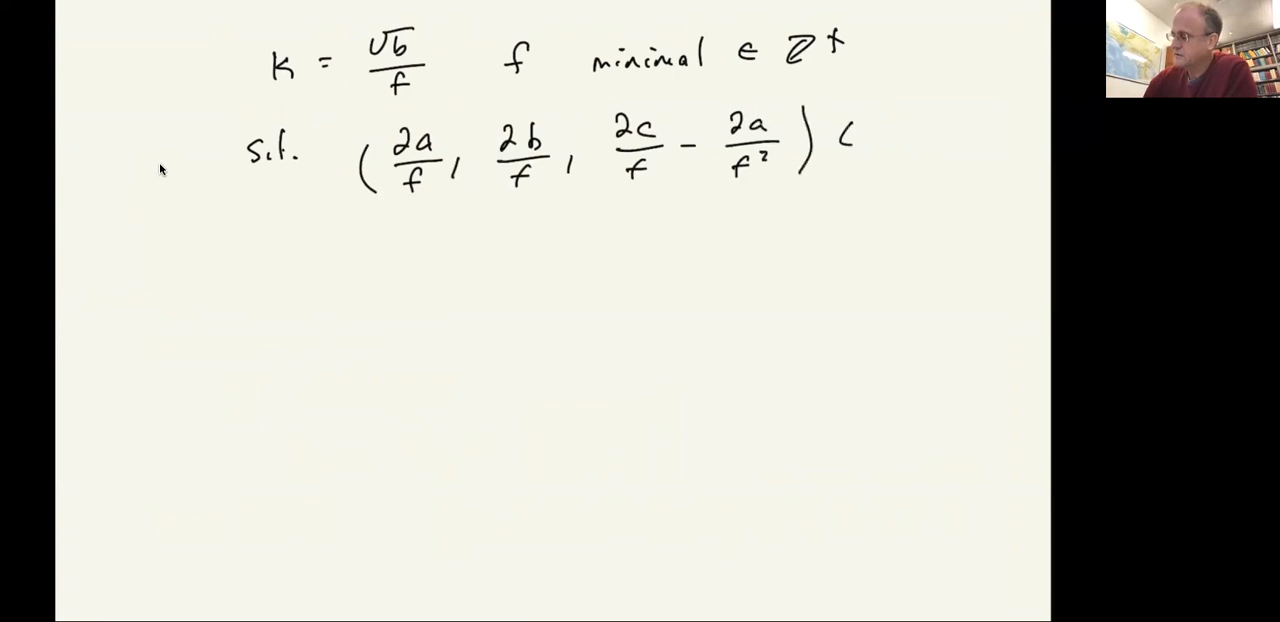 K = √b / f f minimal ∈ ℤ⁺
s.t. ( 2a/f , 2b/f , 2c/f - 2a/f² ) (